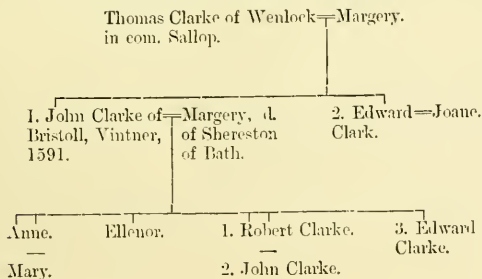 Thomas Clarke of Wenlock=Margery.
in com. Sallop.
1. John Clarke of=Margery, d. 2. Edward=Joane.
Bristoll, Vintner, of Shereston Clark.
1591. of Bath.
Anne. Ellenor. 1. Robert Clarke. 3. Edward
Clarke.
Mary. 2. John Clarke.